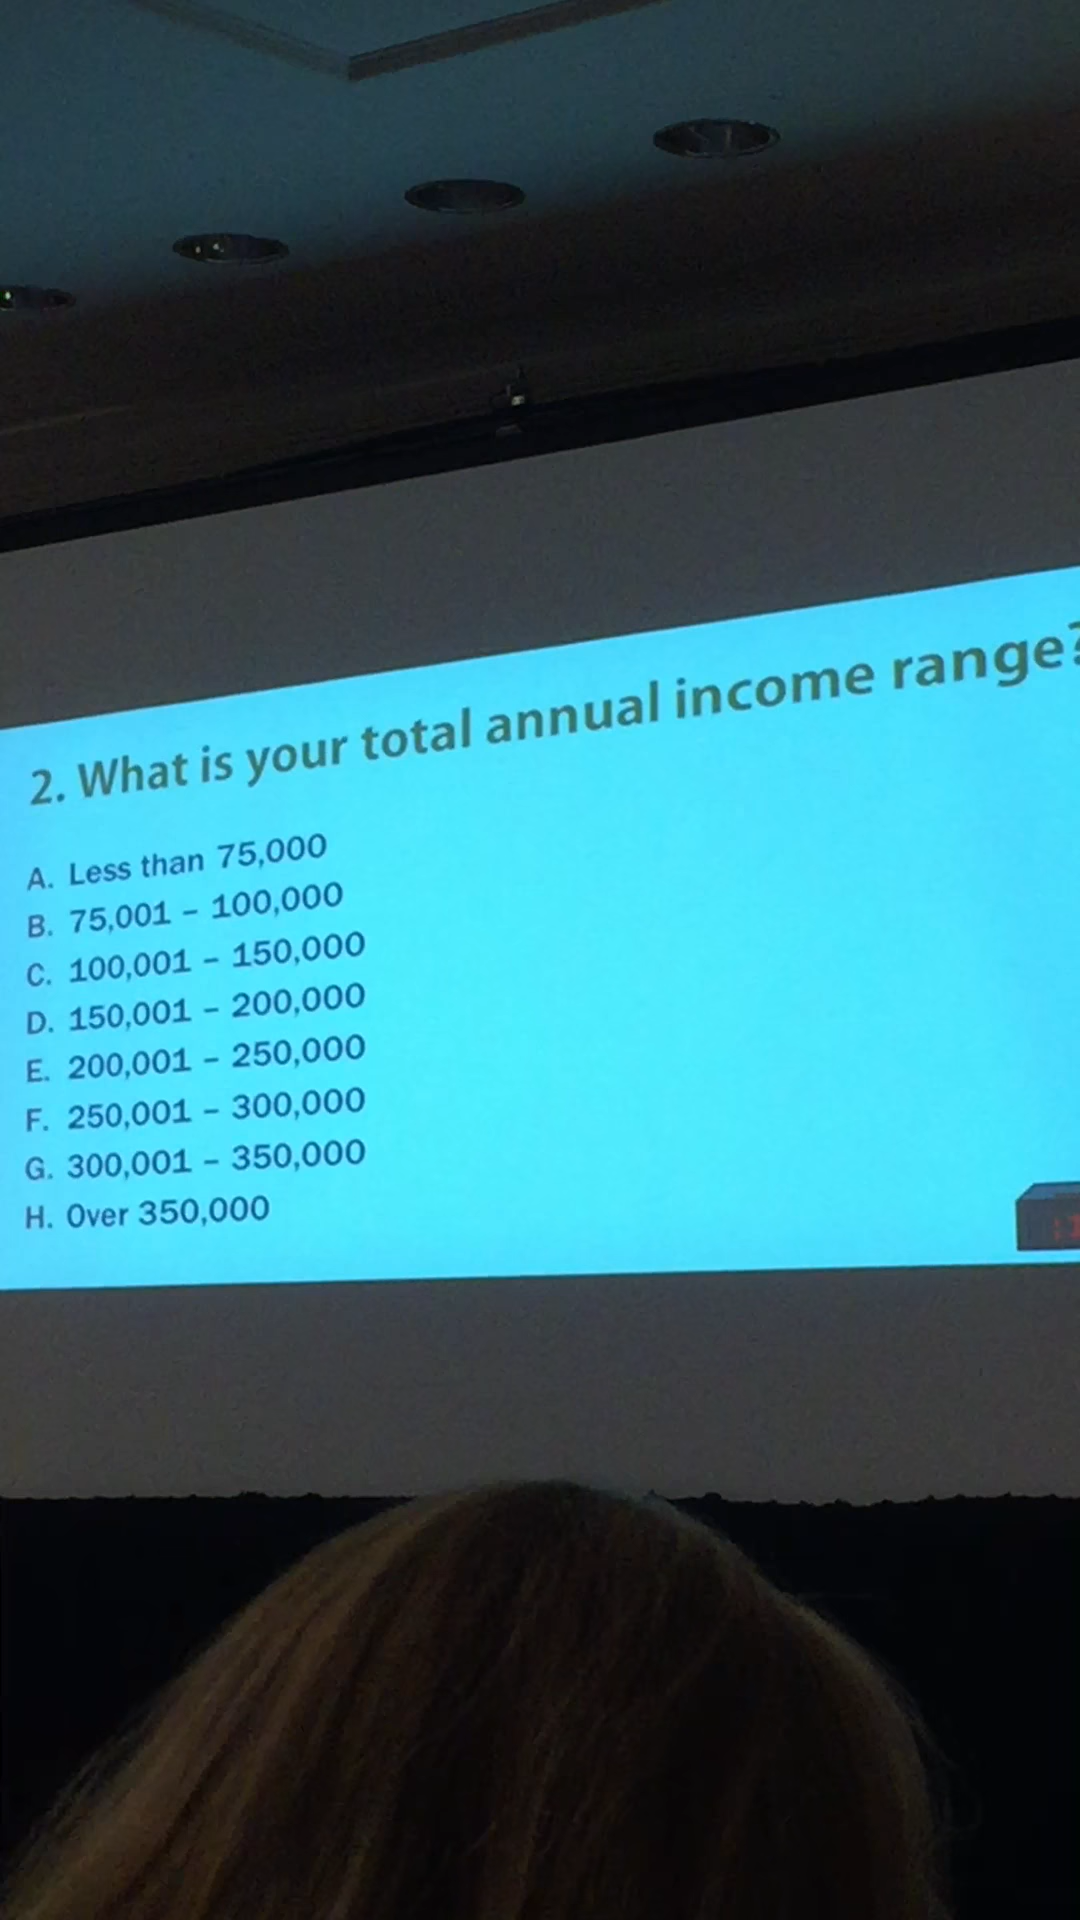 2. What is your total annual income range?
A. Less than 75,000
B. 75,001 – 100,000
C. 100,001 – 150,000
D. 150,001 – 200,000
E. 200,001 – 250,000
F. 250,001 – 300,000
G. 300,001 – 350,000
H. Over 350,000